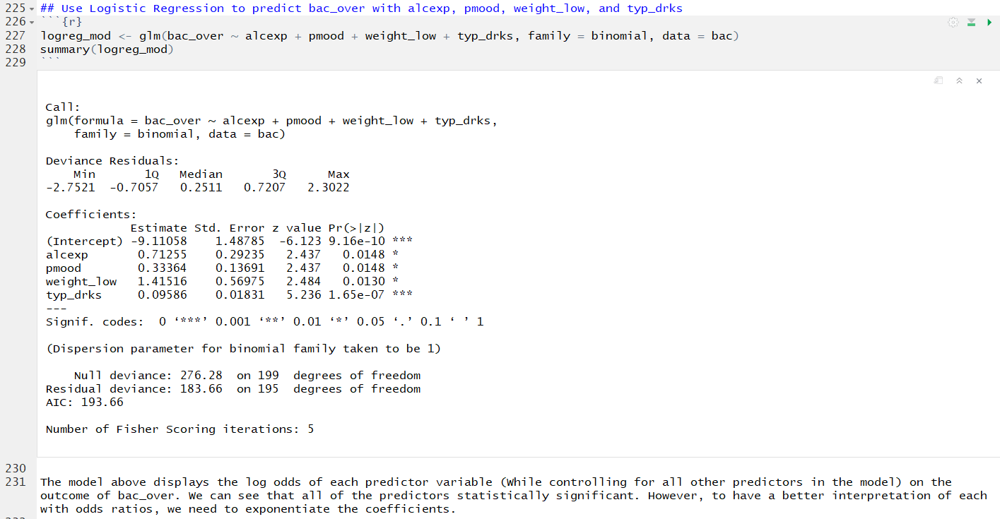 225 ## Use Logistic Regression to predict bac_over with alcexp, pmood, weight_low, and typ_drks
226 ```{r}
227 logreg_mod <- glm(bac_over ~ alcexp + pmood + weight_low + typ_drks, family = binomial, data = bac)
228 summary(logreg_mod)
229 ```
Call:
glm(formula = bac_over ~ alcexp + pmood + weight_low + typ_drks,
    family = binomial, data = bac)
Deviance Residuals:
    Min       1Q   Median       3Q      Max
-2.7521  -0.7057   0.2511   0.7207   2.3022
Coefficients:
            Estimate Std. Error z value Pr(>|z|)
(Intercept) -9.11058    1.48785  -6.123 9.16e-10 ***
alcexp       0.71255    0.29235   2.437   0.0148 *
pmood        0.33364    0.13691   2.437   0.0148 *
weight_low   1.41516    0.56975   2.484   0.0130 *
typ_drks     0.09586    0.01831   5.236 1.65e-07 ***
---
Signif. codes:  0 ‘***’ 0.001 ‘**’ 0.01 ‘*’ 0.05 ‘.’ 0.1 ‘ ’ 1
(Dispersion parameter for binomial family taken to be 1)
    Null deviance: 276.28  on 199  degrees of freedom
Residual deviance: 183.66  on 195  degrees of freedom
AIC: 193.66
Number of Fisher Scoring iterations: 5
230
231 The model above displays the log odds of each predictor variable (While controlling for all other predictors in the model) on the
outcome of bac_over. We can see that all of the predictors statistically significant. However, to have a better interpretation of each
with odds ratios, we need to exponentiate the coefficients.